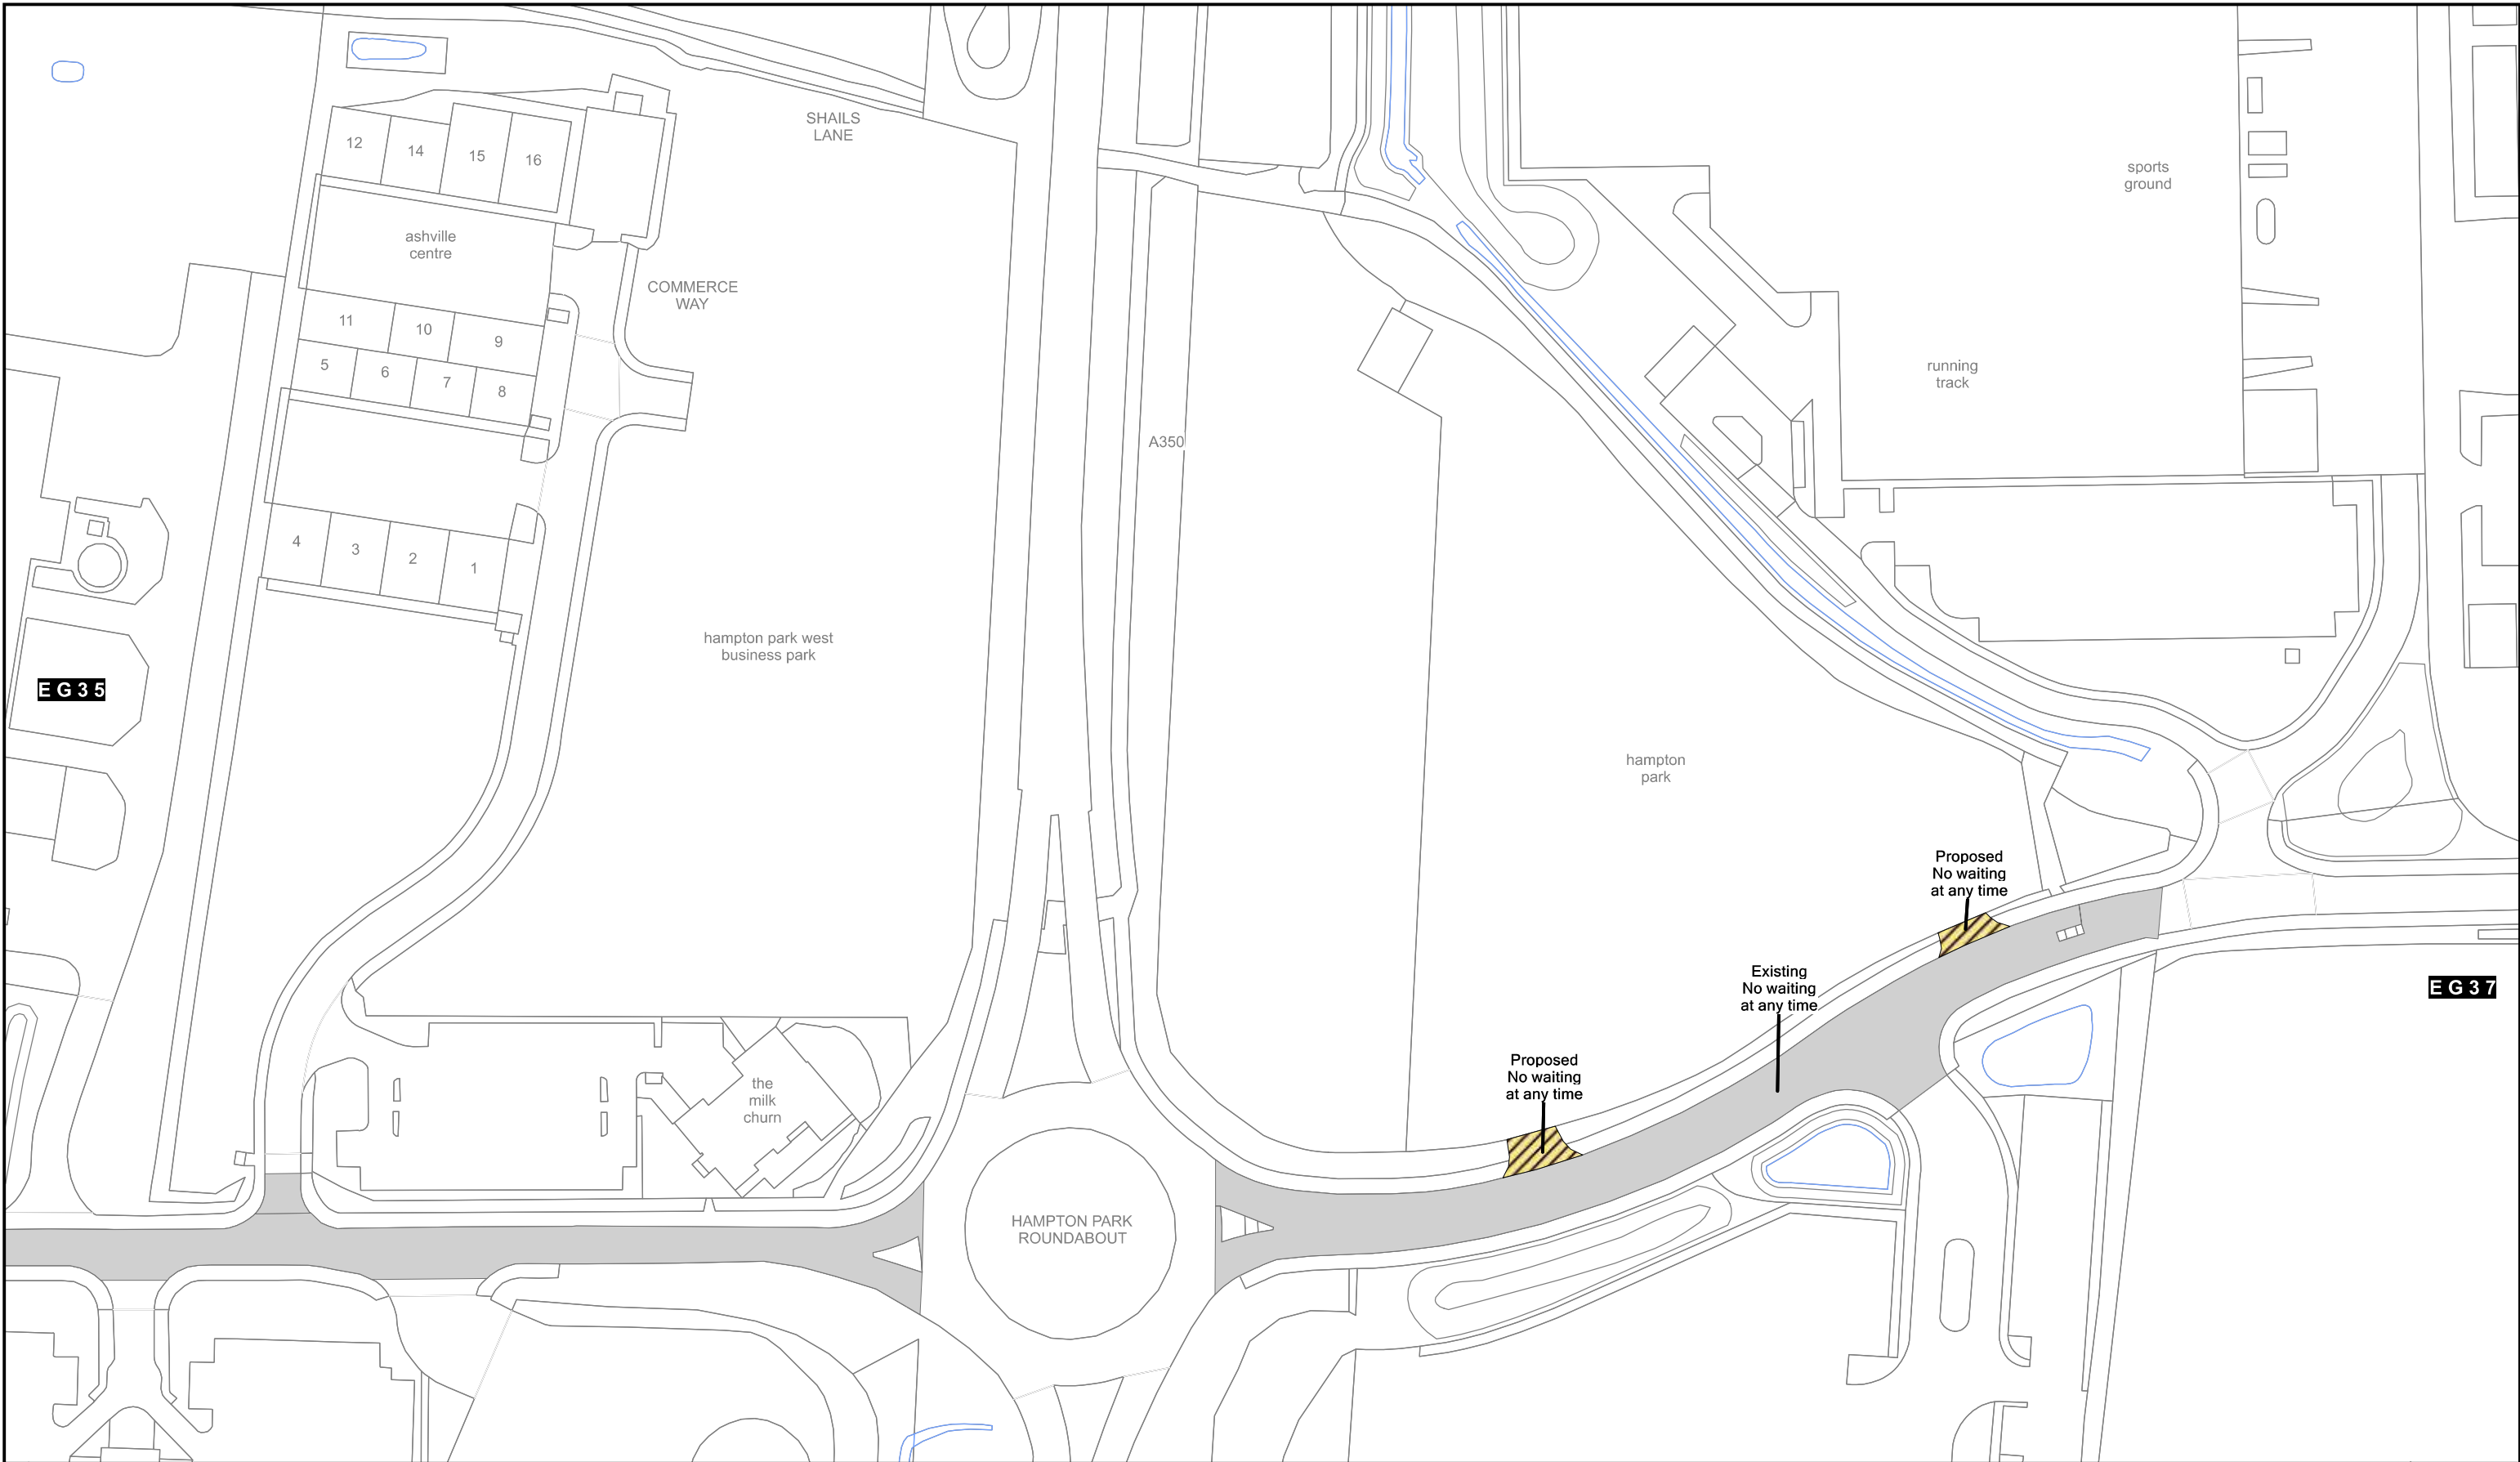 SHAILS
LANE
12
14
15
16
sports
ground
ashville
centre
COMMERCE
WAY
11
10
9
5
6
7
8
running
track
A350
4
3
2
1
hampton park west
business park
E G 3 5
hampton
park
Proposed
No waiting
at any time
Existing
No waiting
at any time
E G 3 7
Proposed
No waiting
at any time
the
milk
churn
HAMPTON PARK
ROUNDABOUT